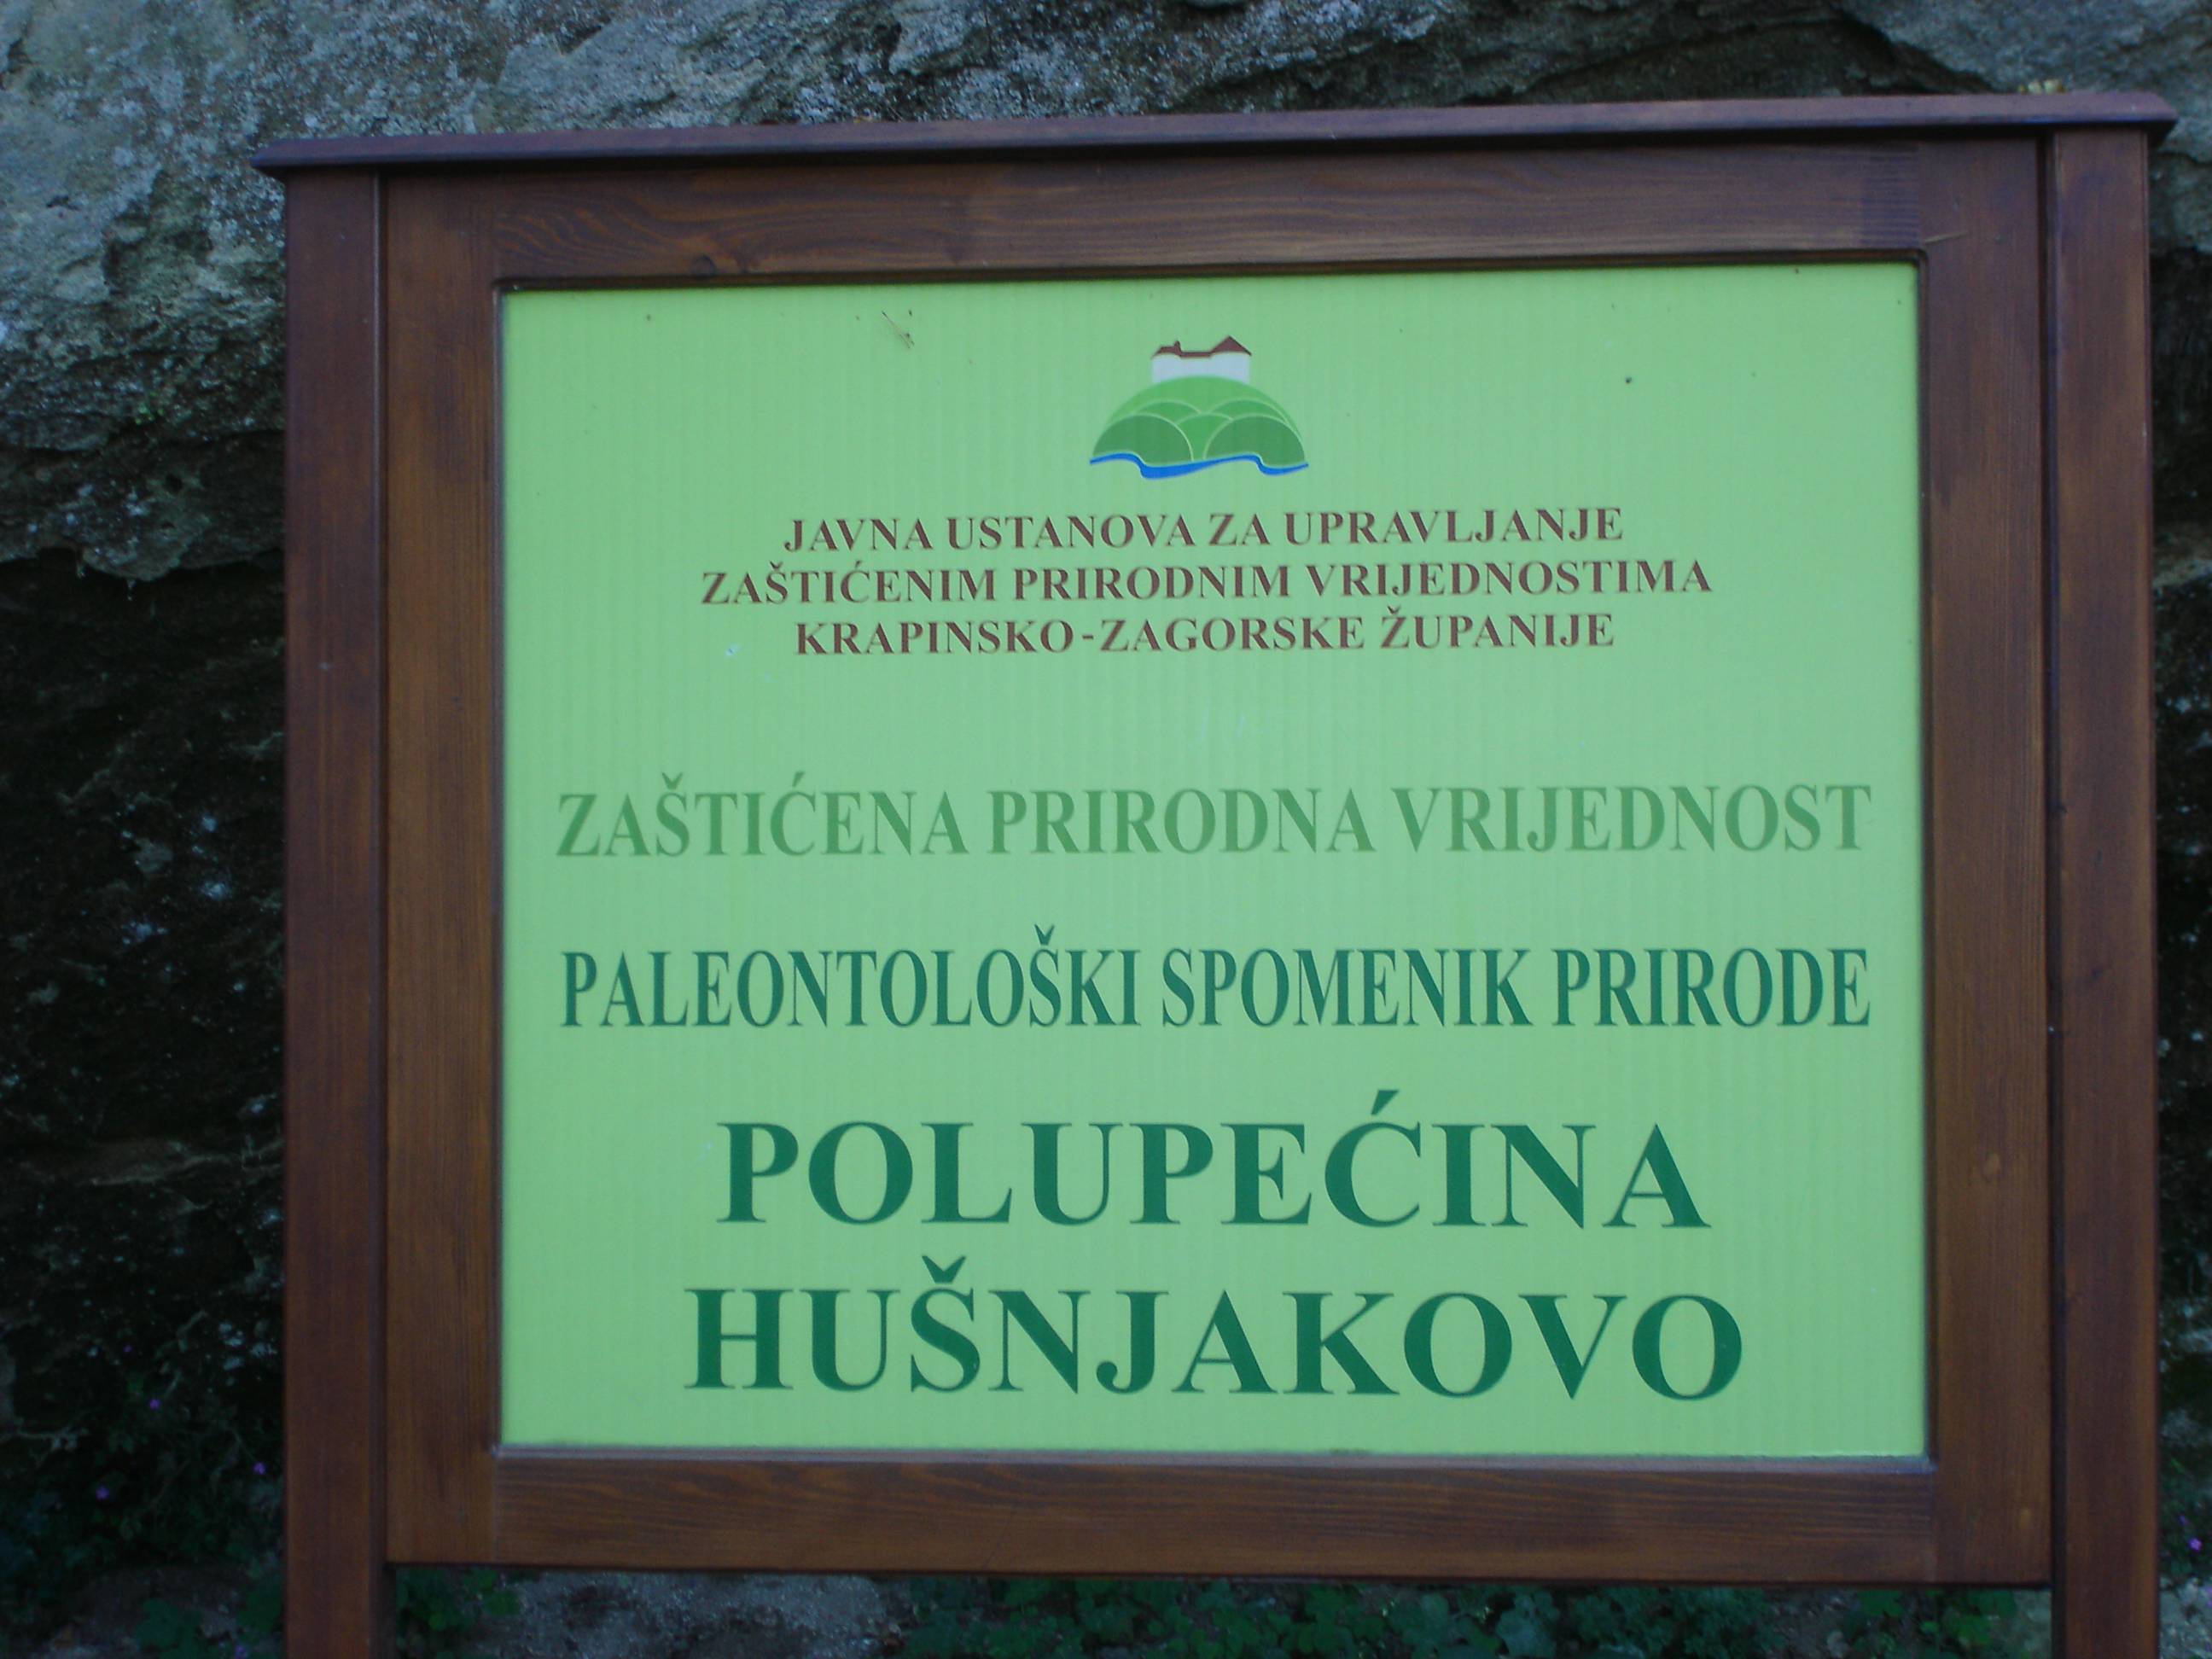 JAVNA USTANOVA ZA UPRAVLJANJE
ZAŠTIĆENIM PRIRODNIM VRIJEDNOSTIMA
KRAPINSKO-ZAGORSKE ŽUPANIJE
ZAŠTIĆENA PRIRODNA VRIJEDNOST
PALEONTOLOŠKI SPOMENIK PRIRODE
POLUPEĆINA
HUŠNJAKOVO